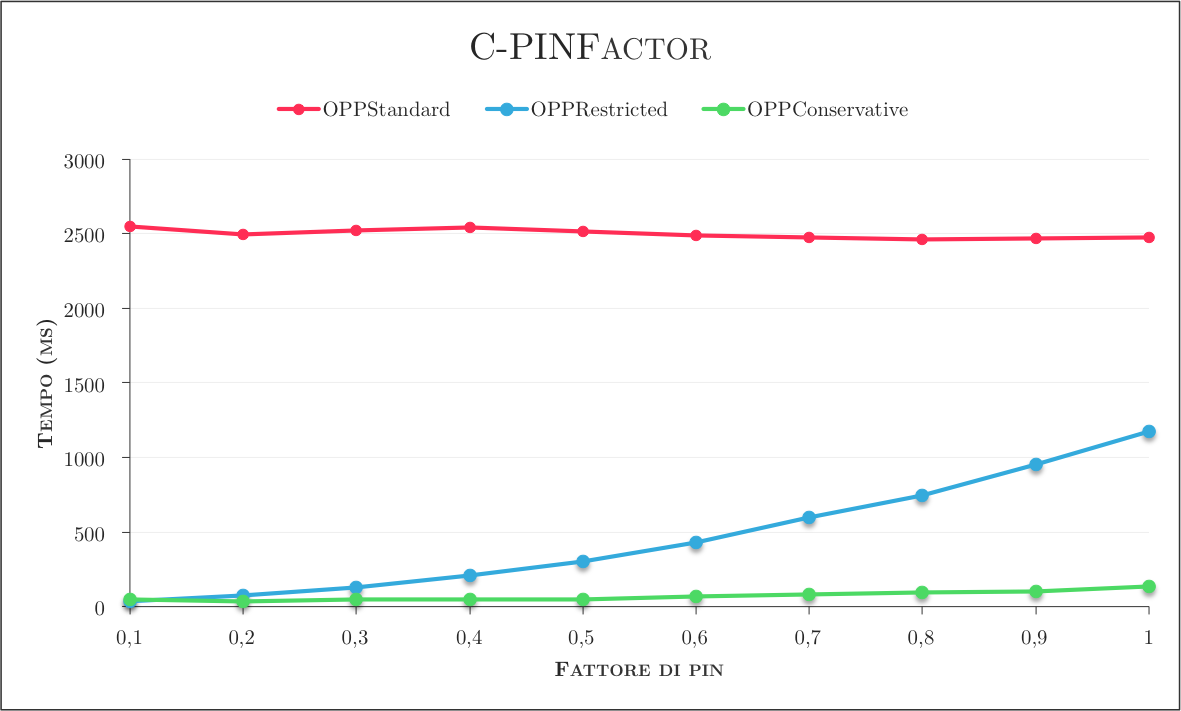 C-PINFactor
OPPStandard OPPRestricted OPPConservative
3000
2500
2000
1500
1000
500
0
Tempo (ms)
0,1 0,2 0,3 0,4 0,5 0,6 0,7 0,8 0,9 1
Fattore di pin